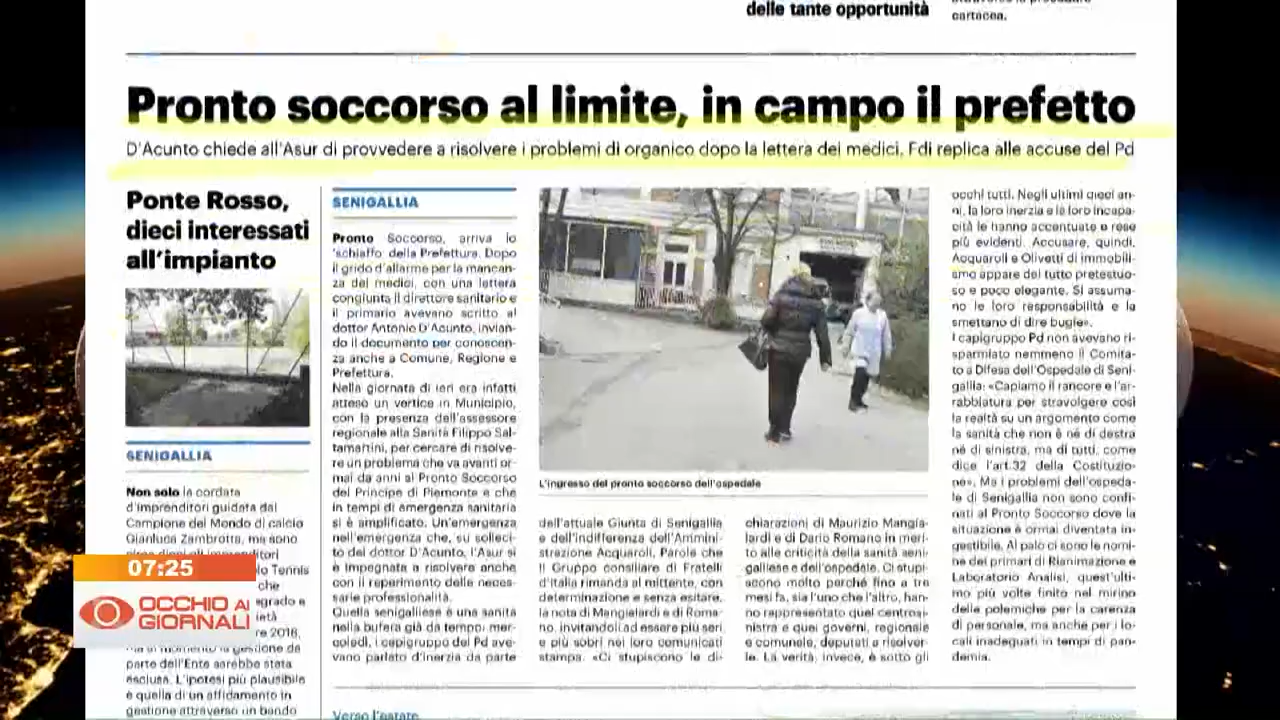 delle tante opportunità
cartacea.
Pronto soccorso al limite, in campo il prefetto
D'Acunto chiede all'Asur di provvedere a risolvere i problemi di organico dopo la lettera dei medici. Fdi replica alle accuse del Pd
Ponte Rosso,
dieci interessati
all'impianto
SENIGALLIA
Non solo la cordata
d'imprenditori guidata dal
Campione del Mondo di calcio
Gianluca Zambrotta, ma sono
lo Tennis
che
egrado e
re 2018,
parte dell'Ente sarebbe stata
esclusa. L'ipotesi più plausibile
è quella di un affidamento in
gestione attraverso un bando
07:25
OCCHIO AI
GIORNALI
SENIGALLIA
Pronto Soccorso, arriva lo
'schiaffo della Prefettura. Dopo
il grido d'allarme per la mancan-
za dei medici, con una lettera
congiunta il direttore sanitario e
il primario avevano scritto al
dottor Antonio D'Acunto, invian-
do il documento per conoscen-
za anche a Comune, Regione e
Prefettura.
Nella giornata di ieri era infatti
atteso un vertice in Municipio,
con la presenza dell'assessore
regionale alla Sanità Filippo Sal-
tamartini, per cercare di risolve-
re un problema che va avanti or-
mai da anni al Pronto Soccorso
del Principe di Piemonte e che
in tempi di emergenza sanitaria
si è amplificato. Un'emergenza
nell'emergenza che, su solleci-
to del dottor D'Acunto, l'Asur si
è impegnata a risolvere anche
con il reperimento delle neces-
sarie professionalità.
Quella senigalliese è una sanità
nella bufera già da tempo: mer-
coledì, i capigruppo del Pd ave-
vano parlato d'inerzia da parte
L'ingresso del pronto soccorso dell'ospedale
dell'attuale Giunta di Senigallia
e dell'indifferenza dell'Ammini-
strazione Acquaroli. Parole che
il Gruppo consiliare di Fratelli
d'Italia rimanda al mittente, con
determinazione e senza esitare,
la nota di Mangialardi e di Roma-
no, invitandoli ad essere più seri
e più sobri nei loro comunicati
stampa. «Ci stupiscono le di-
chiarazioni di Maurizio Mangia-
lardi e di Dario Romano in meri-
to alle criticità della sanità seni-
galliese e dell'ospedale. Ci stupi-
scono molto perché fino a tre
mesi fa, sia l'uno che l'altro, han-
no rappresentato quel centrosi-
nistra e quei governi, regionale
e comunale, deputati a risolver-
le. La verità, invece, è sotto gli
occhi tutti. Negli ultimi dieci an-
ni, la loro inerzia e la loro incapa-
cità le hanno accentuate e rese
più evidenti. Accusare, quindi,
Acquaroli e Olivetti di immobili-
smo appare del tutto pretestuo-
so e poco elegante. Si assuma-
no le loro responsabilità e la
smettano di dire bugie».
I capigruppo Pd non avevano ri-
sparmiato nemmeno il Comita-
to a Difesa dell'Ospedale di Seni-
gallia: «Capiamo il rancore e l'ar-
rabbiatura per stravolgere così
la realtà su un argomento come
la sanità che non è né di destra
né di sinistra, ma di tutti, come
dice l'art.32 della Costituzio-
ne». Ma i problemi dell'ospeda-
le di Senigallia non sono confi-
nati al Pronto Soccorso dove la
situazione è ormai diventata in-
gestibile. Al palo ci sono le nomi-
ne dei primari di Rianimazione e
Laboratorio Analisi, quest'ulti-
mo più volte finito nel mirino
delle polemiche per la carenza
di personale, ma anche per i lo-
cali inadeguati in tempi di pan-
demia.
Verso l'estate